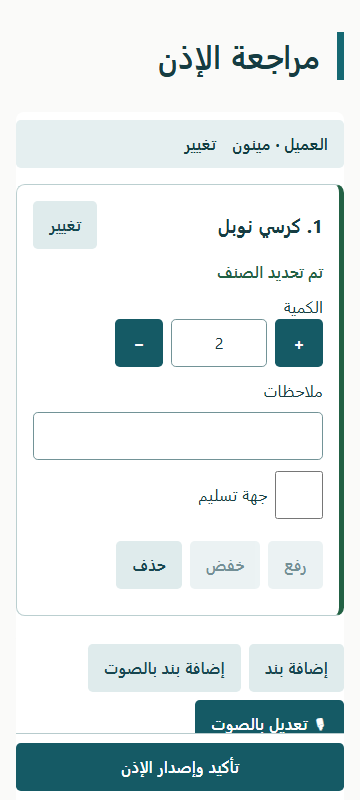 مراجعة الإذن
العميل · مينون تغيير
1. كرسي نوبل تغيير
تم تحديد الصنف
الكمية
+ 2 −
ملاحظات
جهة تسليم
رفع خفض حذف
إضافة بند إضافة بند بالصوت
تعديل بالصوت
تأكيد وإصدار الإذن